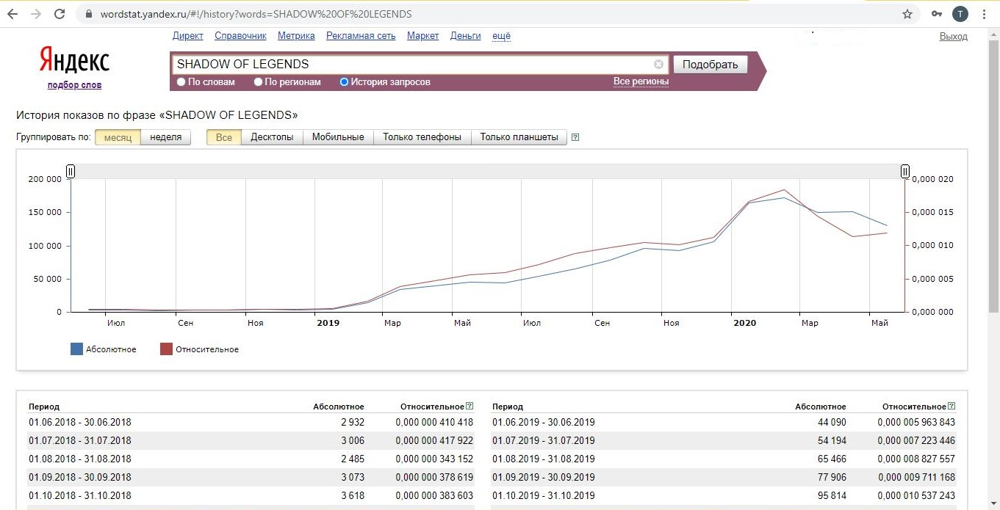 wordstat.yandex.ru/#!/history?words=SHADOW%20OF%20LEGENDS
T
Директ Справочник Метрика Рекламная сеть Маркет Деньги ещё
Выход
Яндекс
подбор слов
SHADOW OF LEGENDS
Подобрать
По словам По регионам История запросов
Все регионы
История показов по фразе «SHADOW OF LEGENDS»
Группировать по: месяц неделя Все Десктопы Мобильные Только телефоны Только планшеты ?
200 000 0,000 020
150 000 0,000 015
100 000 0,000 010
50 000 0,000 005
0 0,000 000
Июл Сен Ноя 2019 Мар Май Июл Сен Ноя 2020 Мар Май
Абсолютное Относительное
Период Абсолютное Относительное ? Период Абсолютное Относительное ?
01.06.2018 - 30.06.2018 2 932 0,000 000 410 418 01.06.2019 - 30.06.2019 44 090 0,000 005 963 843
01.07.2018 - 31.07.2018 3 006 0,000 000 417 922 01.07.2019 - 31.07.2019 54 194 0,000 007 223 446
01.08.2018 - 31.08.2018 2 485 0,000 000 343 152 01.08.2019 - 31.08.2019 65 466 0,000 008 827 557
01.09.2018 - 30.09.2018 3 073 0,000 000 378 619 01.09.2019 - 30.09.2019 77 906 0,000 009 711 168
01.10.2018 - 31.10.2018 3 618 0,000 000 383 603 01.10.2019 - 31.10.2019 95 814 0,000 010 537 243